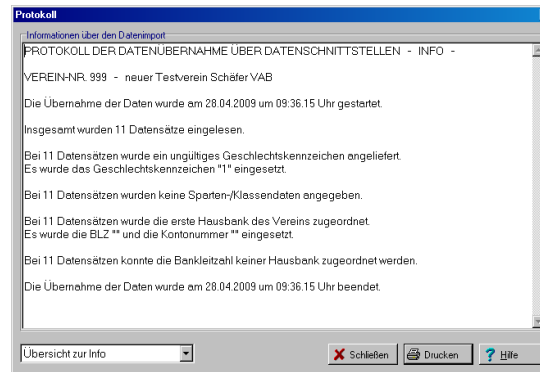 Protokoll
Informationen über den Datenimport
PROTOKOLL DER DATENÜBERNAHME ÜBER DATENSCHNITTSTELLEN - INFO -
VEREIN-NR. 999 - neuer Testverein Schäfer VAB
Die Übernahme der Daten wurde am 28.04.2009 um 09:36.15 Uhr gestartet.
Insgesamt wurden 11 Datensätze eingelesen.
Bei 11 Datensätzen wurde ein ungültiges Geschlechtskennzeichen angeliefert.
Es wurde das Geschlechtskennzeichen "1" eingesetzt.
Bei 11 Datensätzen wurden keine Sparten-/Klassendaten angegeben.
Bei 11 Datensätzen wurde die erste Hausbank des Vereins zugeordnet.
Es wurde die BLZ "" und die Kontonummer "" eingesetzt.
Bei 11 Datensätzen konnte die Bankleitzahl keiner Hausbank zugeordnet werden.
Die Übernahme der Daten wurde am 28.04.2009 um 09:36.15 Uhr beendet.
Übersicht zur Info
Schließen
Drucken
Hilfe